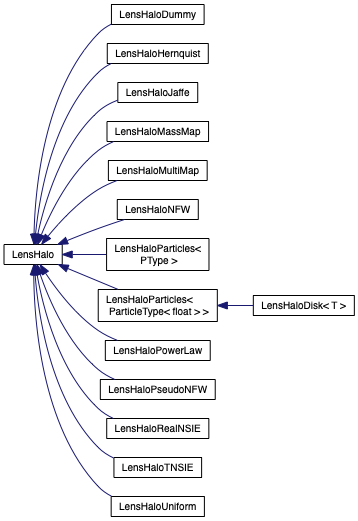 LensHaloDummy
LensHaloHernquist
LensHaloJaffe
LensHaloMassMap
LensHaloMultiMap
LensHaloNFW
LensHalo
LensHaloParticles<
PType >
LensHaloParticles<
ParticleType< float > >
LensHaloDisk< T >
LensHaloPowerLaw
LensHaloPseudoNFW
LensHaloRealNSIE
LensHaloTNSIE
LensHaloUniform